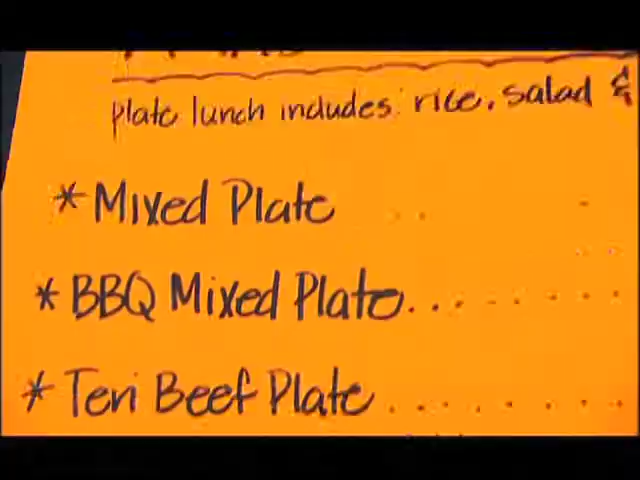 plate lunch includes: rice, salad &
* Mixed Plate . . .
* BBQ Mixed Plate . . . . . . . . .
* Teri Beef Plate . . . . . . . .